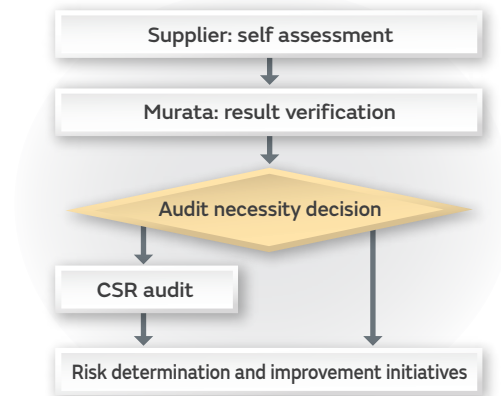 Supplier: self assessment
Murata: result verification
Audit necessity decision
CSR audit
Risk determination and improvement initiatives